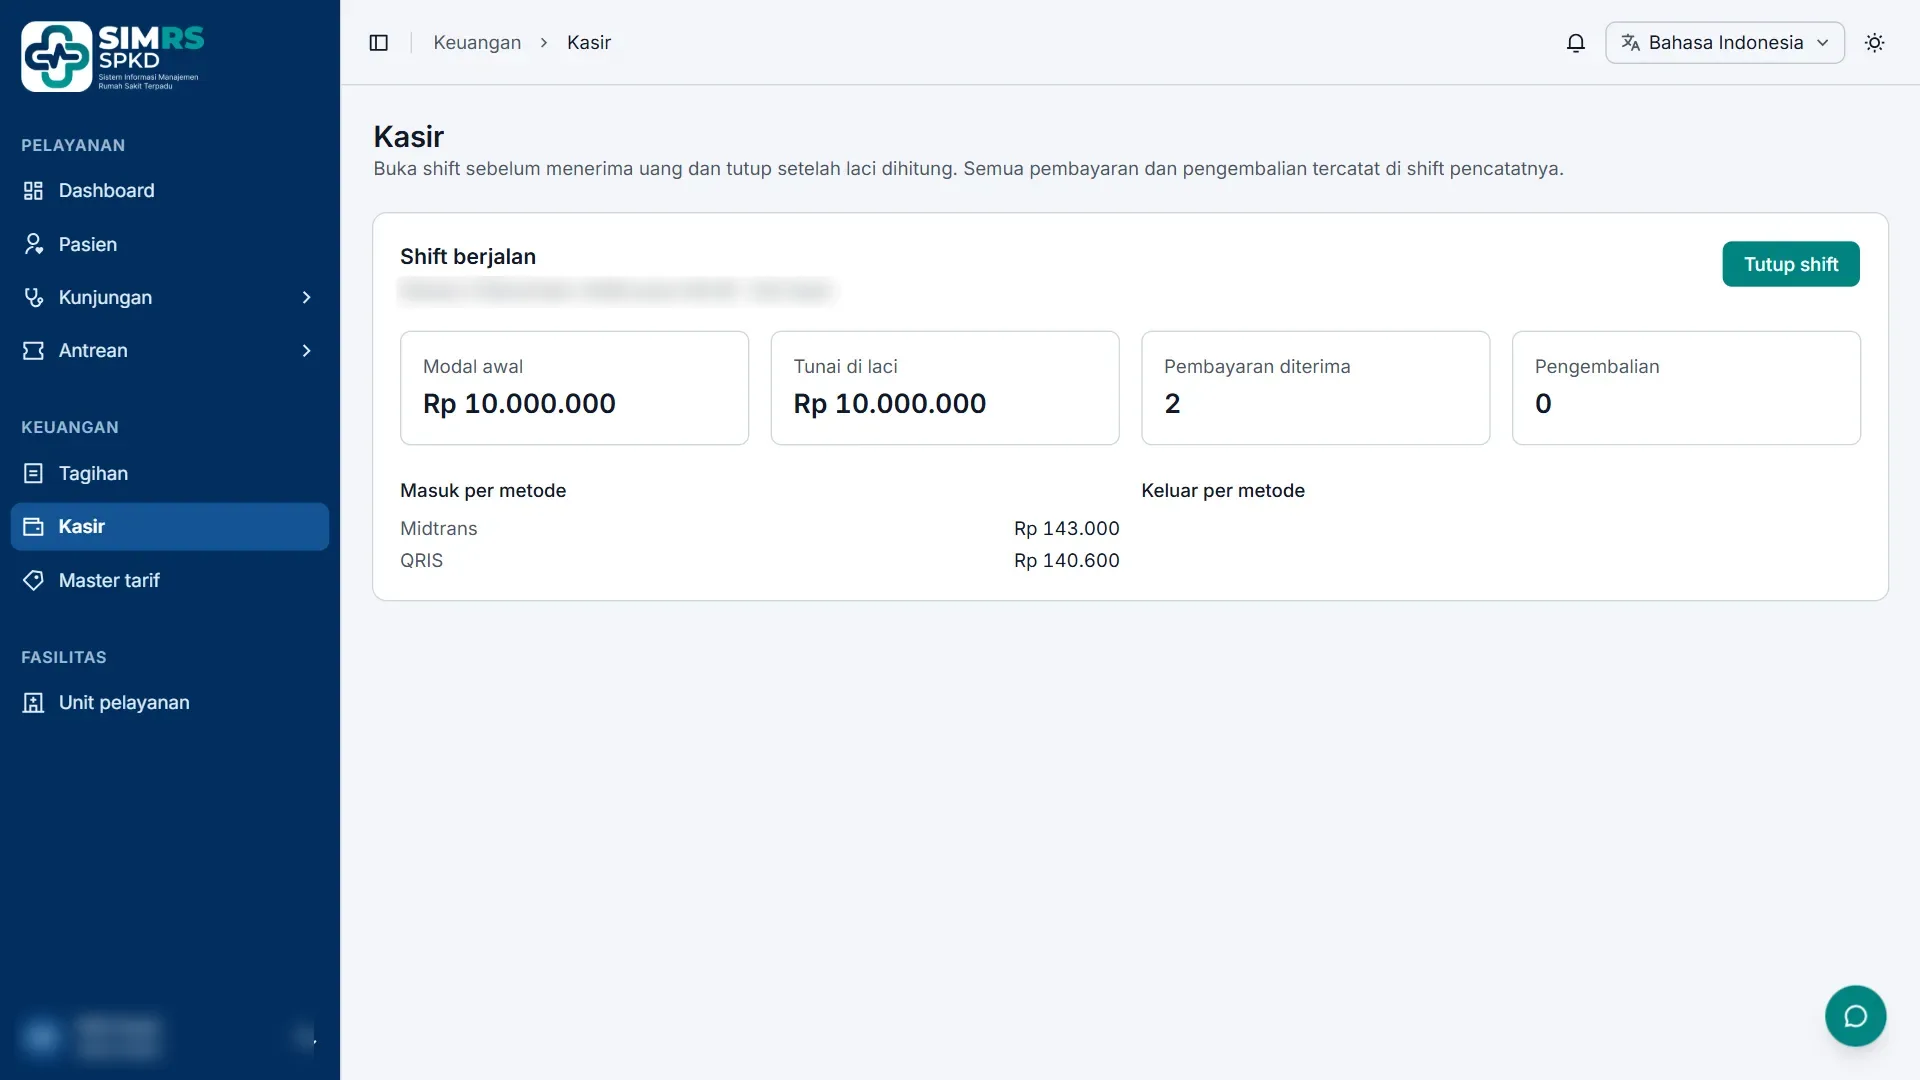 SIMRS
SPKD
Sistem Informasi Manajemen
Rumah Sakit Terpadu
PELAYANAN
Dashboard
Pasien
Kunjungan
Antrean
KEUANGAN
Tagihan
Kasir
Master tarif
FASILITAS
Unit pelayanan
Keuangan
Kasir
Bahasa Indonesia
Kasir
Buka shift sebelum menerima uang dan tutup setelah laci dihitung. Semua pembayaran dan pengembalian tercatat di shift pencatatnya.
Shift berjalan
Tutup shift
Modal awal
Rp 10.000.000
Tunai di laci
Rp 10.000.000
Pembayaran diterima
2
Pengembalian
0
Masuk per metode
Midtrans Rp 143.000
QRIS Rp 140.600
Keluar per metode